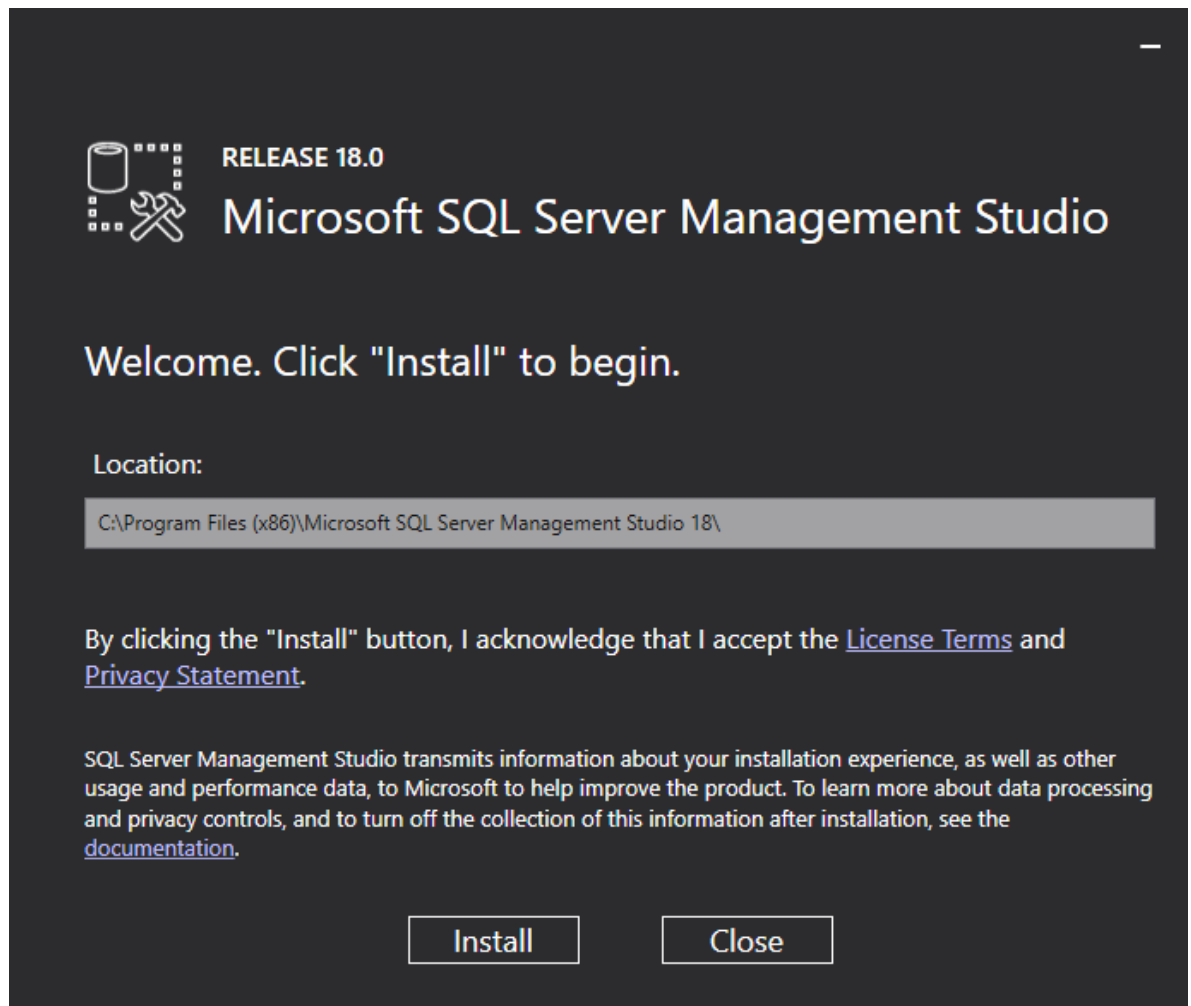 RELEASE 18.0
Microsoft SQL Server Management Studio
Welcome. Click "Install" to begin.
Location:
C:\Program Files (x86)\Microsoft SQL Server Management Studio 18\
By clicking the "Install" button, I acknowledge that I accept the License Terms and
Privacy Statement.
SQL Server Management Studio transmits information about your installation experience, as well as other
usage and performance data, to Microsoft to help improve the product. To learn more about data processing
and privacy controls, and to turn off the collection of this information after installation, see the
documentation.
Install
Close